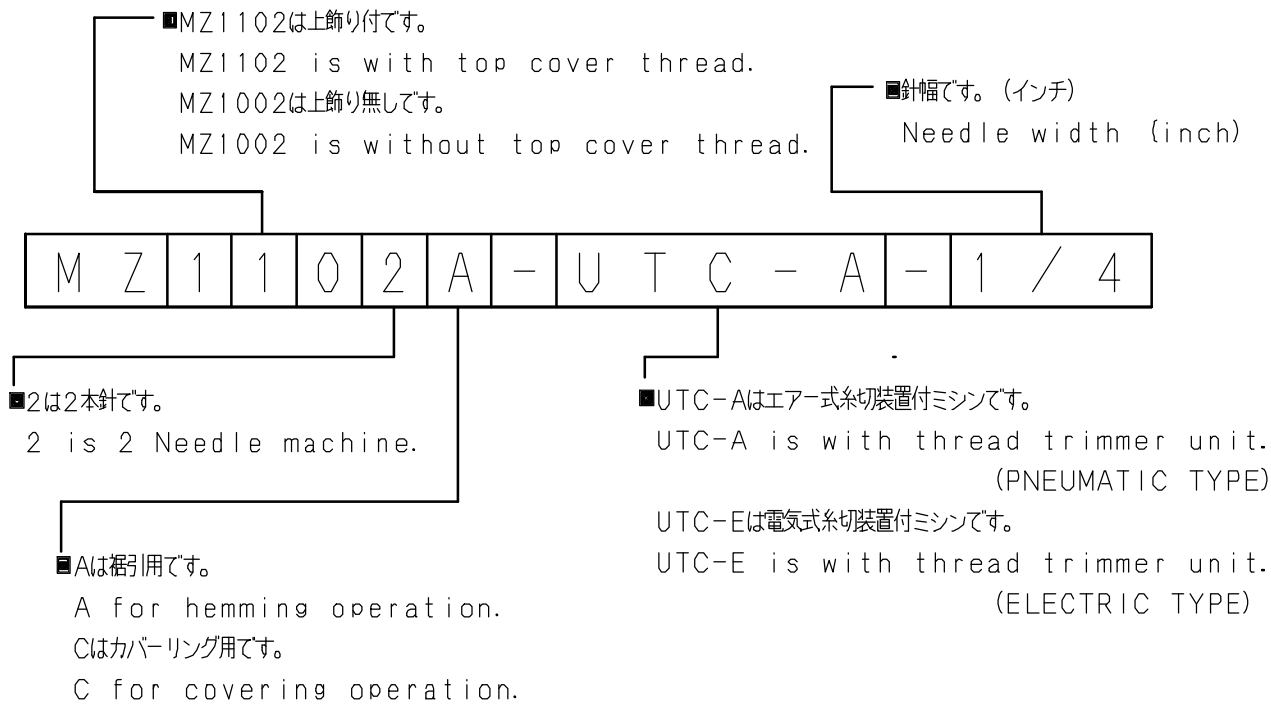 ■MZ1102は上飾り付です。
MZ1102 is with top cover thread.
MZ1002は上飾り無しです。
MZ1002 is without top cover thread.
■針幅です。(インチ)
Needle width (inch)
MZ1102A-UTC-A-1/4
■2は2本針です。
2 is 2 Needle machine.
■Aは裾引用です。
A for hemming operation.
Cはカバーリング用です。
C for covering operation.
■UTC-Aはエアー式糸切装置付ミシンです。
UTC-A is with thread trimmer unit.
(PNEUMATIC TYPE)
UTC-Eは電気式糸切装置付ミシンです。
UTC-E is with thread trimmer unit.
(ELECTRIC TYPE)